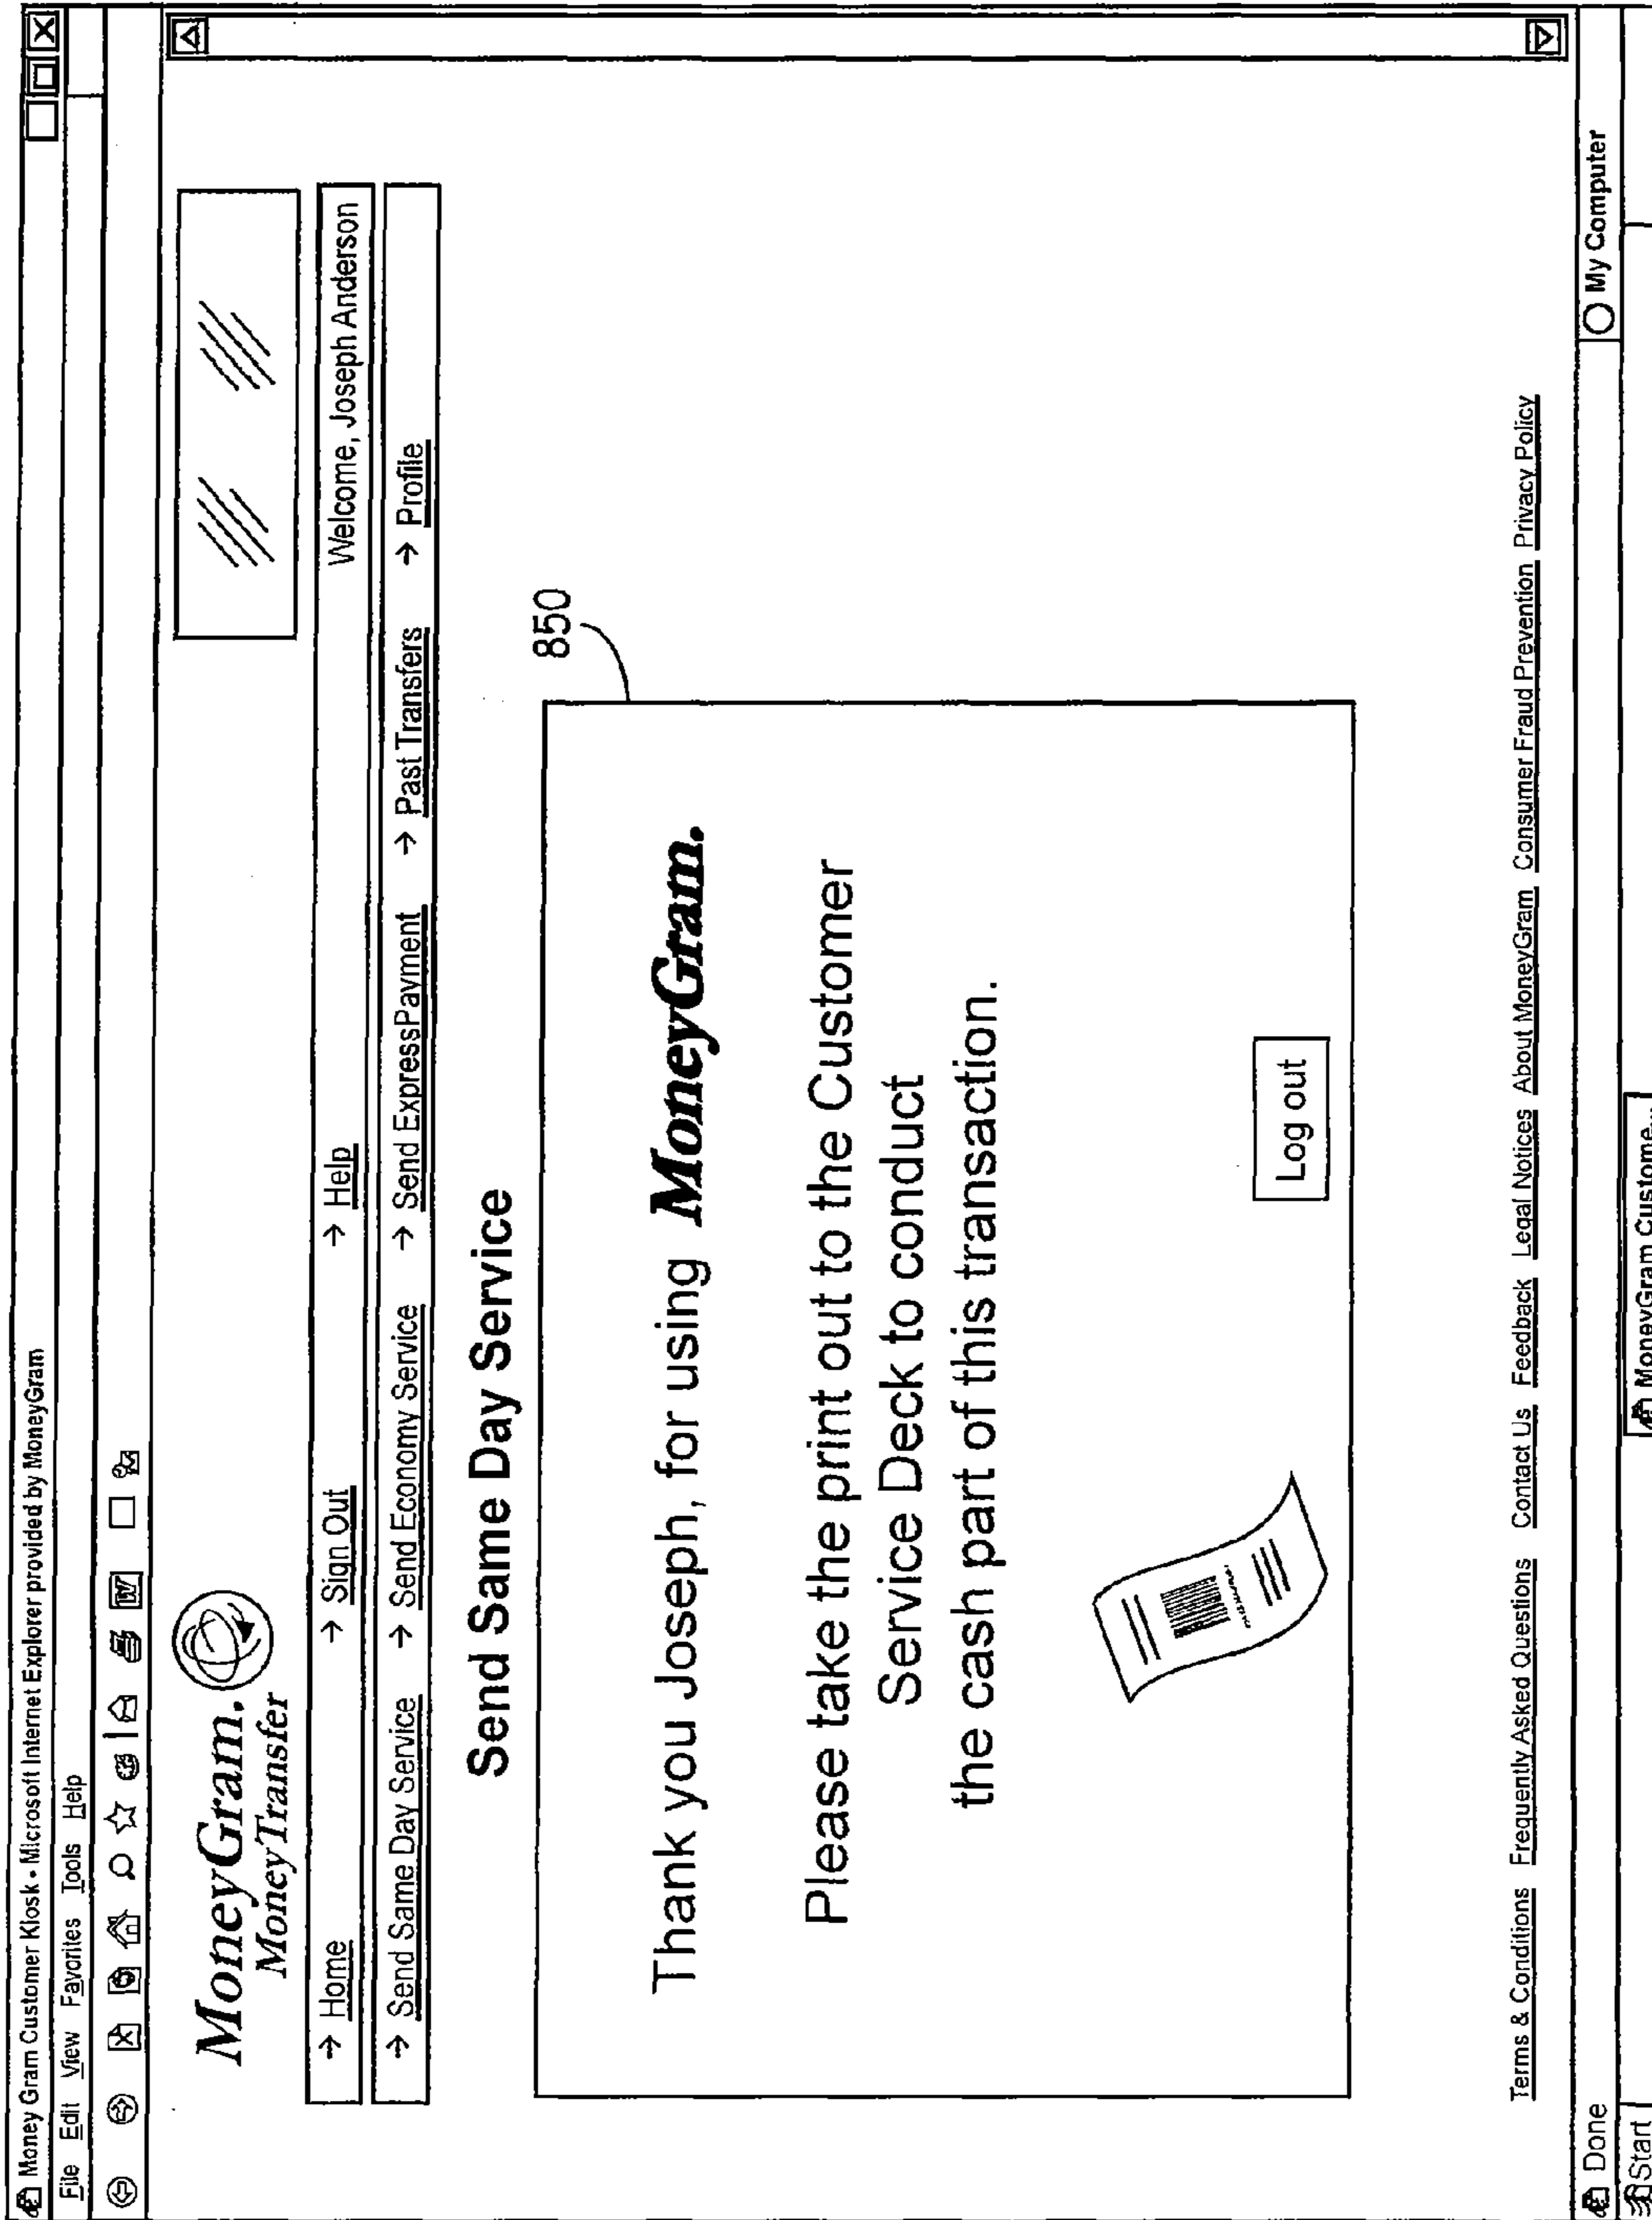 Money Gram Customer Kiosk - Microsoft Internet Explorer provided by MoneyGram
File Edit View Favorites Tools Help
W
MoneyGram.
MoneyTransfer
→ Home → Sign Out → Help Welcome, Joseph Anderson
→ Send Same Day Service → Send Economy Service → Send ExpressPayment → Past Transfers → Profile
Send Same Day Service
850
Thank you Joseph, for using MoneyGram.
Please take the print out to the Customer
Service Deck to conduct
the cash part of this transaction.
Log out
Terms & Conditions Frequently Asked Questions Contact Us Feedback Legal Notices About MoneyGram Consumer Fraud Prevention Privacy Policy
Done My Computer
Start MoneyGram Custome...